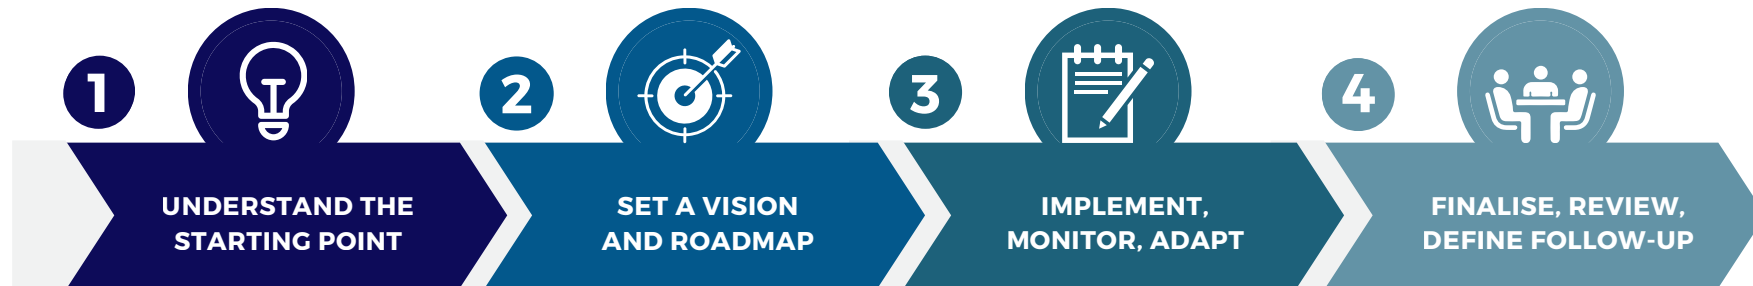 1
UNDERSTAND THE
STARTING POINT
2
SET A VISION
AND ROADMAP
3
IMPLEMENT,
MONITOR, ADAPT
4
FINALISE, REVIEW,
DEFINE FOLLOW-UP